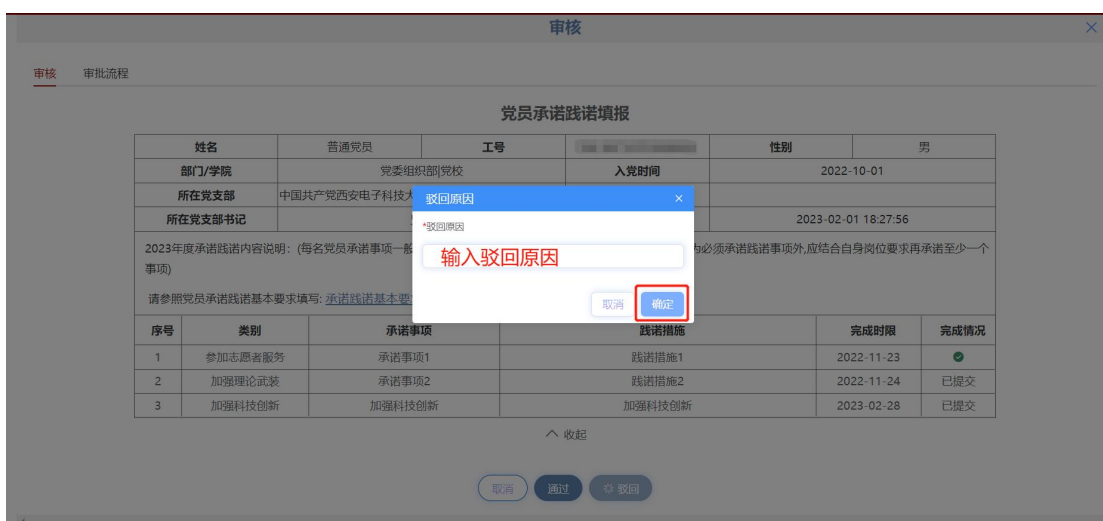 审核
审核 审批流程
党员承诺践诺填报
姓名 普通党员 工号 性别 男
部门/学院 党委组织部|党校 入党时间 2022-10-01
所在党支部 中国共产党西安电子科技大
所在党支部书记 2023-02-01 18:27:56
驳回原因
*驳回原因
输入驳回原因
取消 确定
2023年度承诺践诺内容说明：(每名党员承诺事项一般 必须承诺践诺事项外,应结合自身岗位要求再承诺至少一个
事项)
请参照党员承诺践诺基本要求填写: 承诺践诺基本要
序号 类别 承诺事项 践诺措施 完成时限 完成情况
1 参加志愿者服务 承诺事项1 践诺措施1 2022-11-23
2 加强理论武装 承诺事项2 践诺措施2 2022-11-24 已提交
3 加强科技创新 加强科技创新 加强科技创新 2023-02-28 已提交
收起
取消 通过 驳回